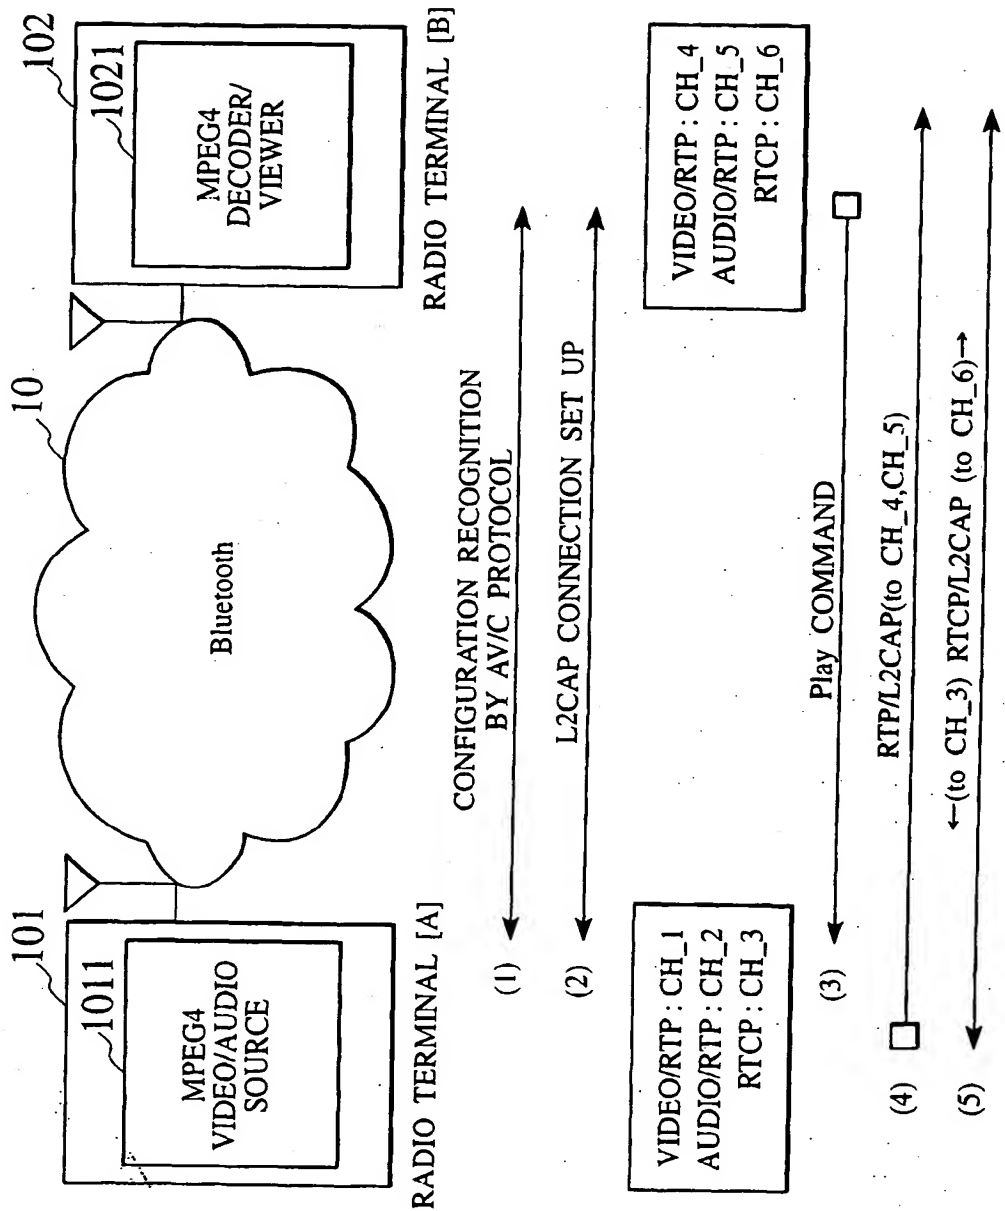 101
1011
MPEG4
VIDEO/AUDIO
SOURCE
RADIO TERMINAL [A]
10
Bluetooth
102
1021
MPEG4
DECODER/
VIEWER
RADIO TERMINAL [B]
(1)
CONFIGURATION RECOGNITION
BY AV/C PROTOCOL
(2)
L2CAP CONNECTION SET UP
VIDEO/RTP : CH_1
AUDIO/RTP : CH_2
RTCP : CH_3
VIDEO/RTP : CH_4
AUDIO/RTP : CH_5
RTCP : CH_6
(3)
Play COMMAND
(4)
RTP/L2CAP(to CH_4,CH_5)
(5)
←(to CH_3) RTCP/L2CAP (to CH_6)→